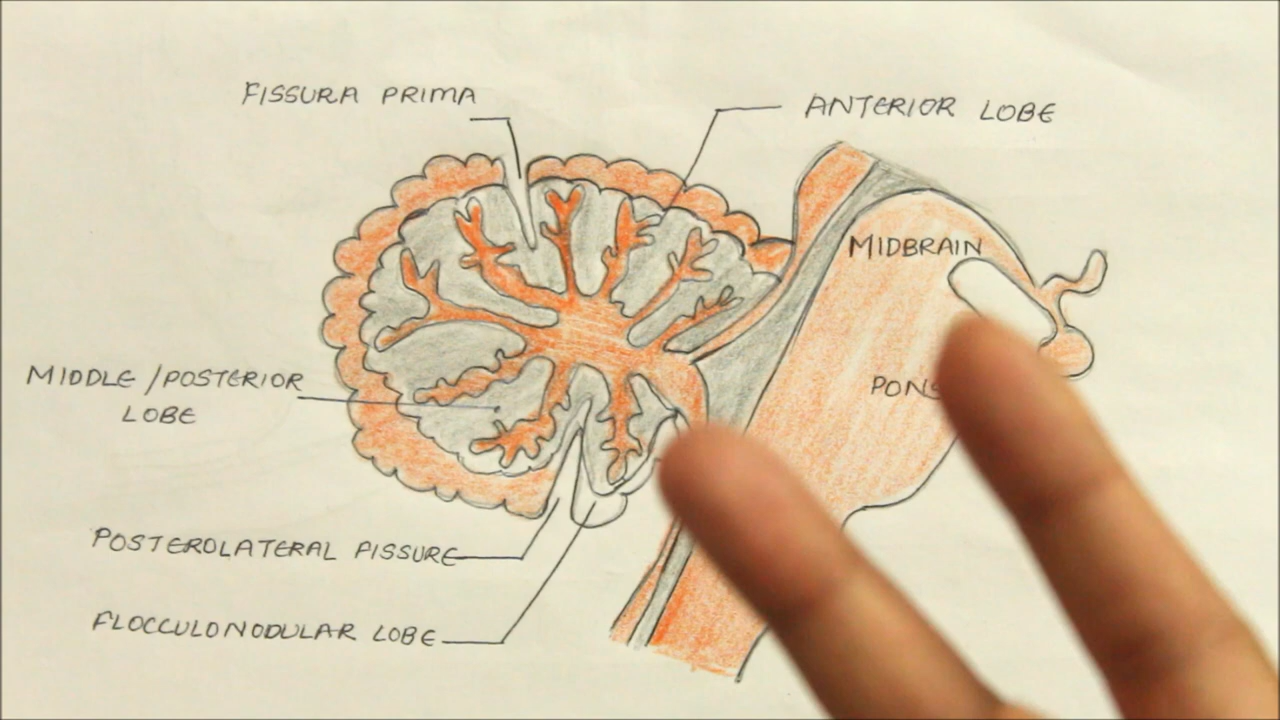 FISSURA PRIMA
ANTERIOR LOBE
MIDBRAIN
PONS
MIDDLE/POSTERIOR
LOBE
POSTEROLATERAL FISSURE
FLOCCULONODULAR LOBE